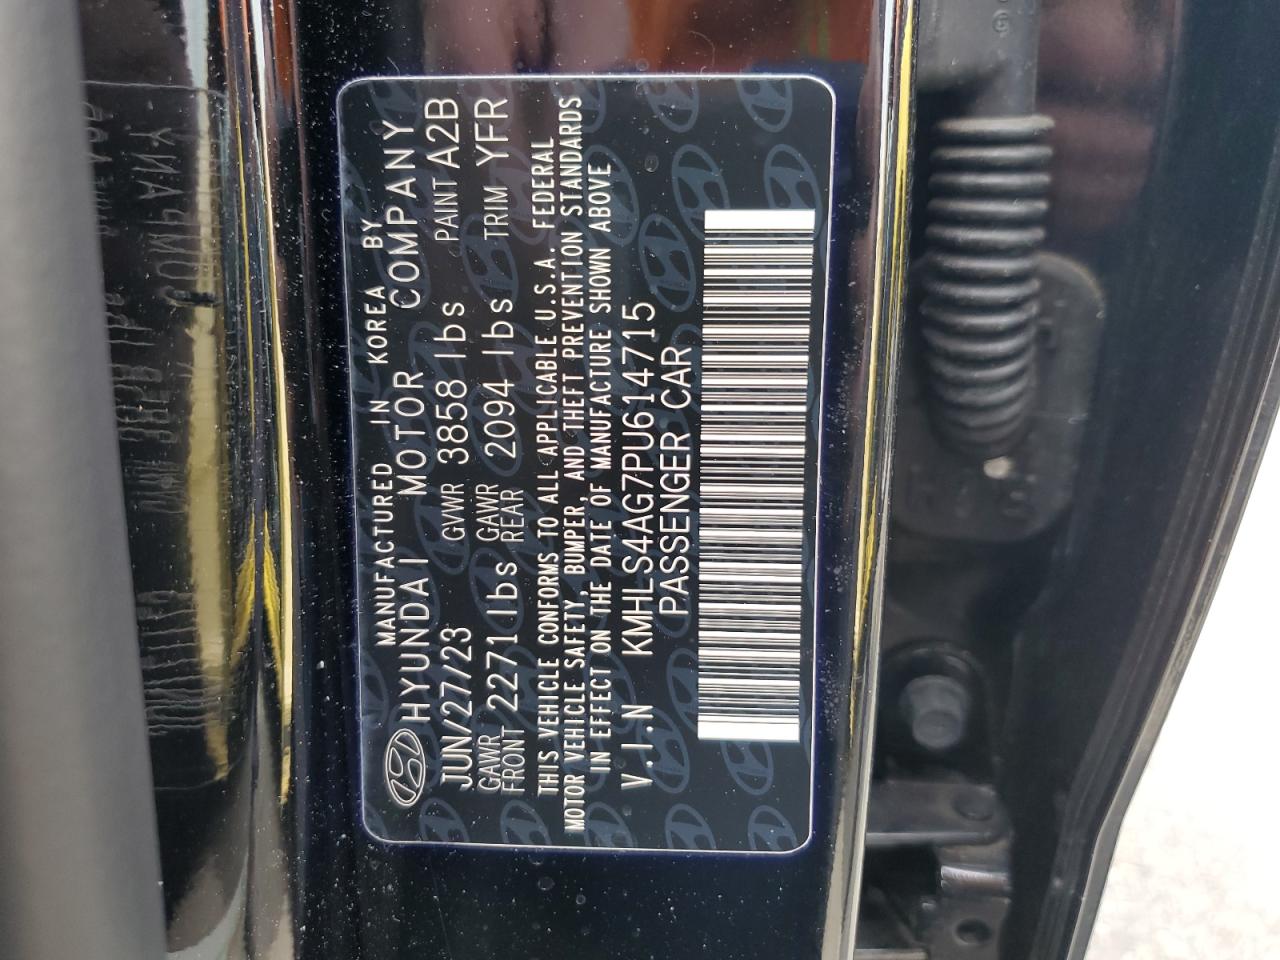 MANUFACTURED IN KOREA BY
HYUNDAI MOTOR COMPANY
JUN/27/23 GVWR 3858 lbs PAINT A2B
GAWR FRONT 2271 lbs GAWR REAR 2094 lbs TRIM YFR
THIS VEHICLE CONFORMS TO ALL APPLICABLE U.S.A. FEDERAL
MOTOR VEHICLE SAFETY, BUMPER, AND THEFT PREVENTION STANDARDS
IN EFFECT ON THE DATE OF MANUFACTURE SHOWN ABOVE
V.I.N KMHLS4AG7PU614715
PASSENGER CAR